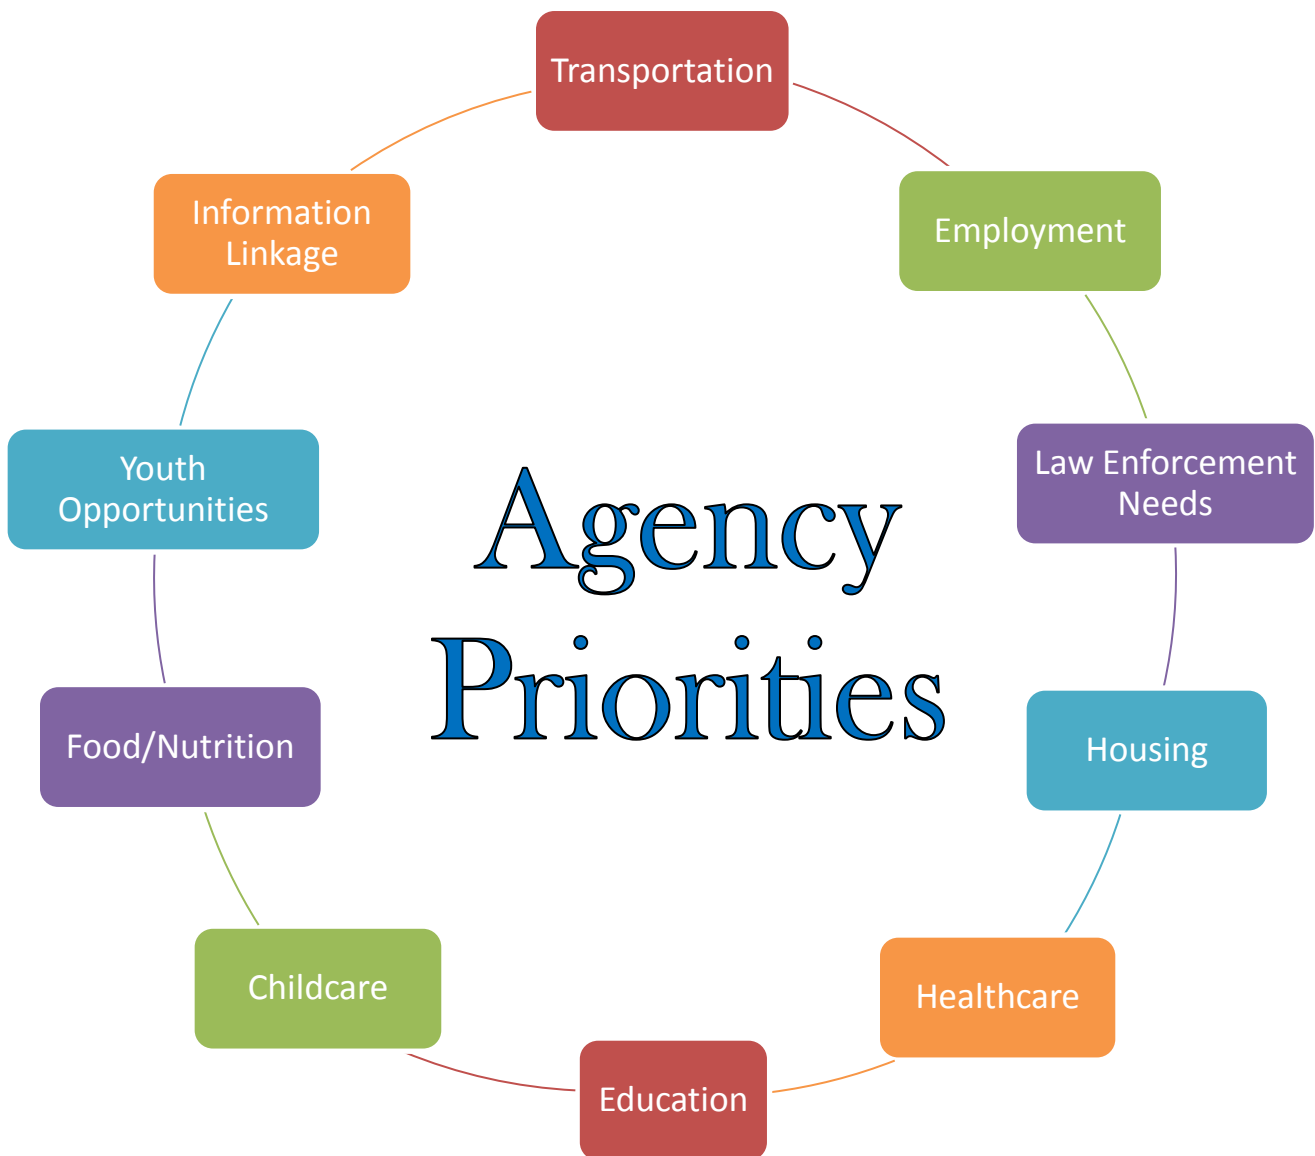 Transportation
Employment
Law Enforcement
Needs
Housing
Healthcare
Education
Childcare
Food/Nutrition
Youth
Opportunities
Information
Linkage
Agency
Priorities